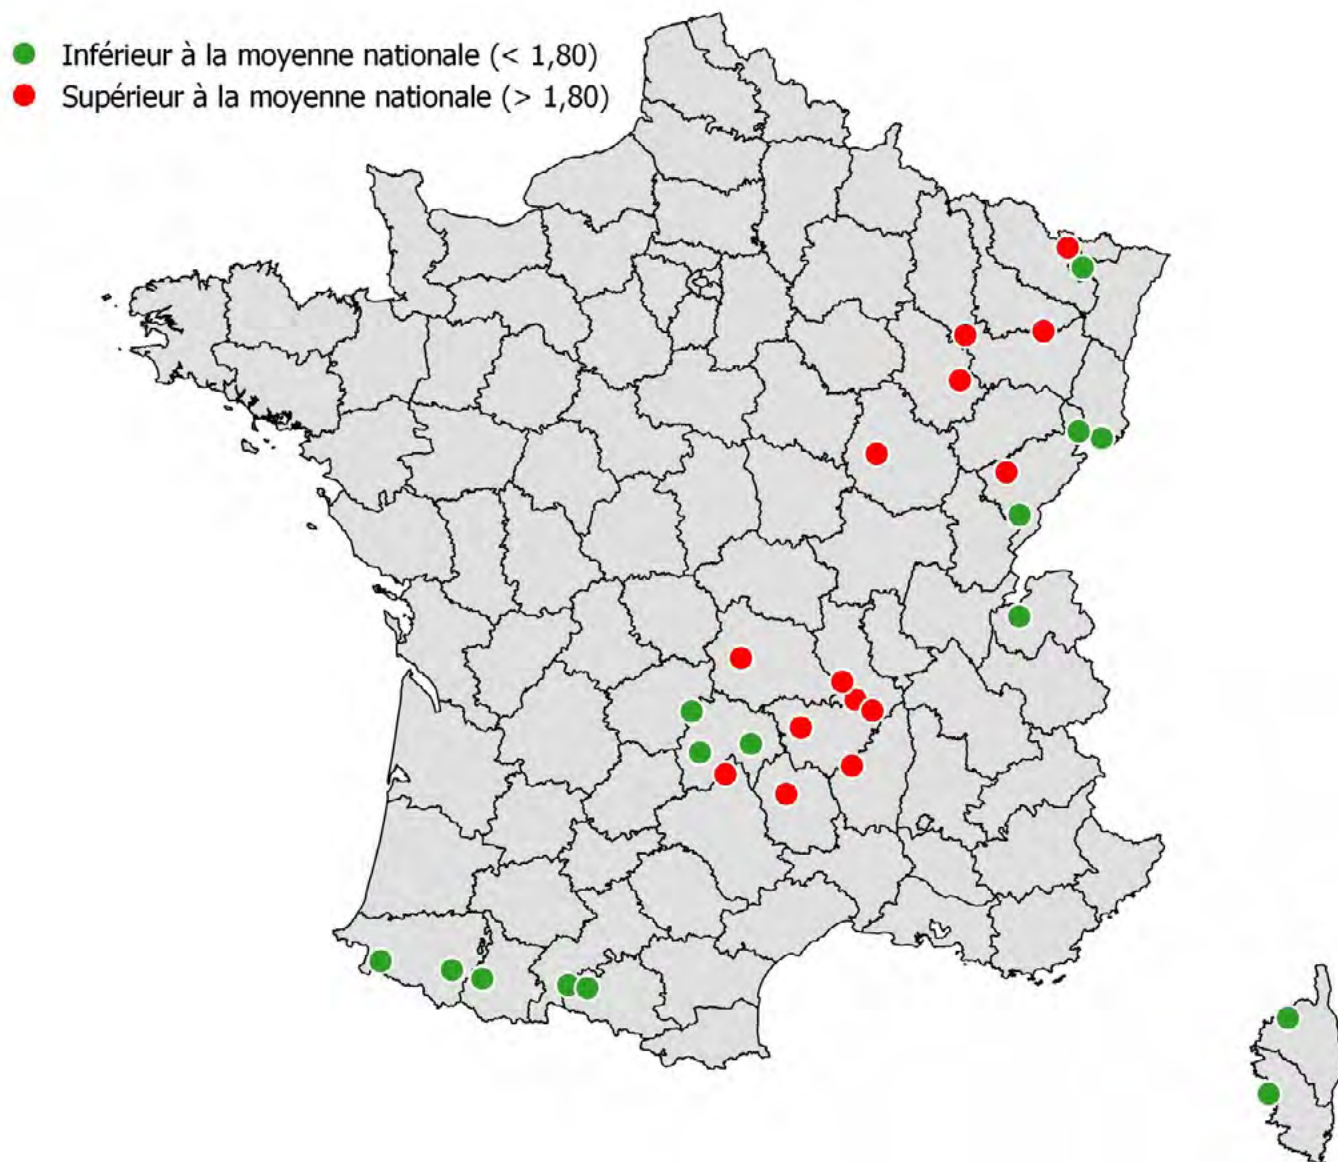 Inférieur à la moyenne nationale (< 1,80)
Supérieur à la moyenne nationale (> 1,80)